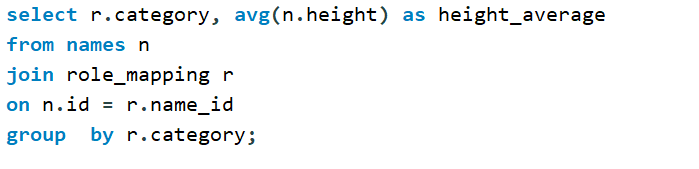 select r.category, avg(n.height) as height_average
from names n
join role_mapping r
on n.id = r.name_id
group  by r.category;